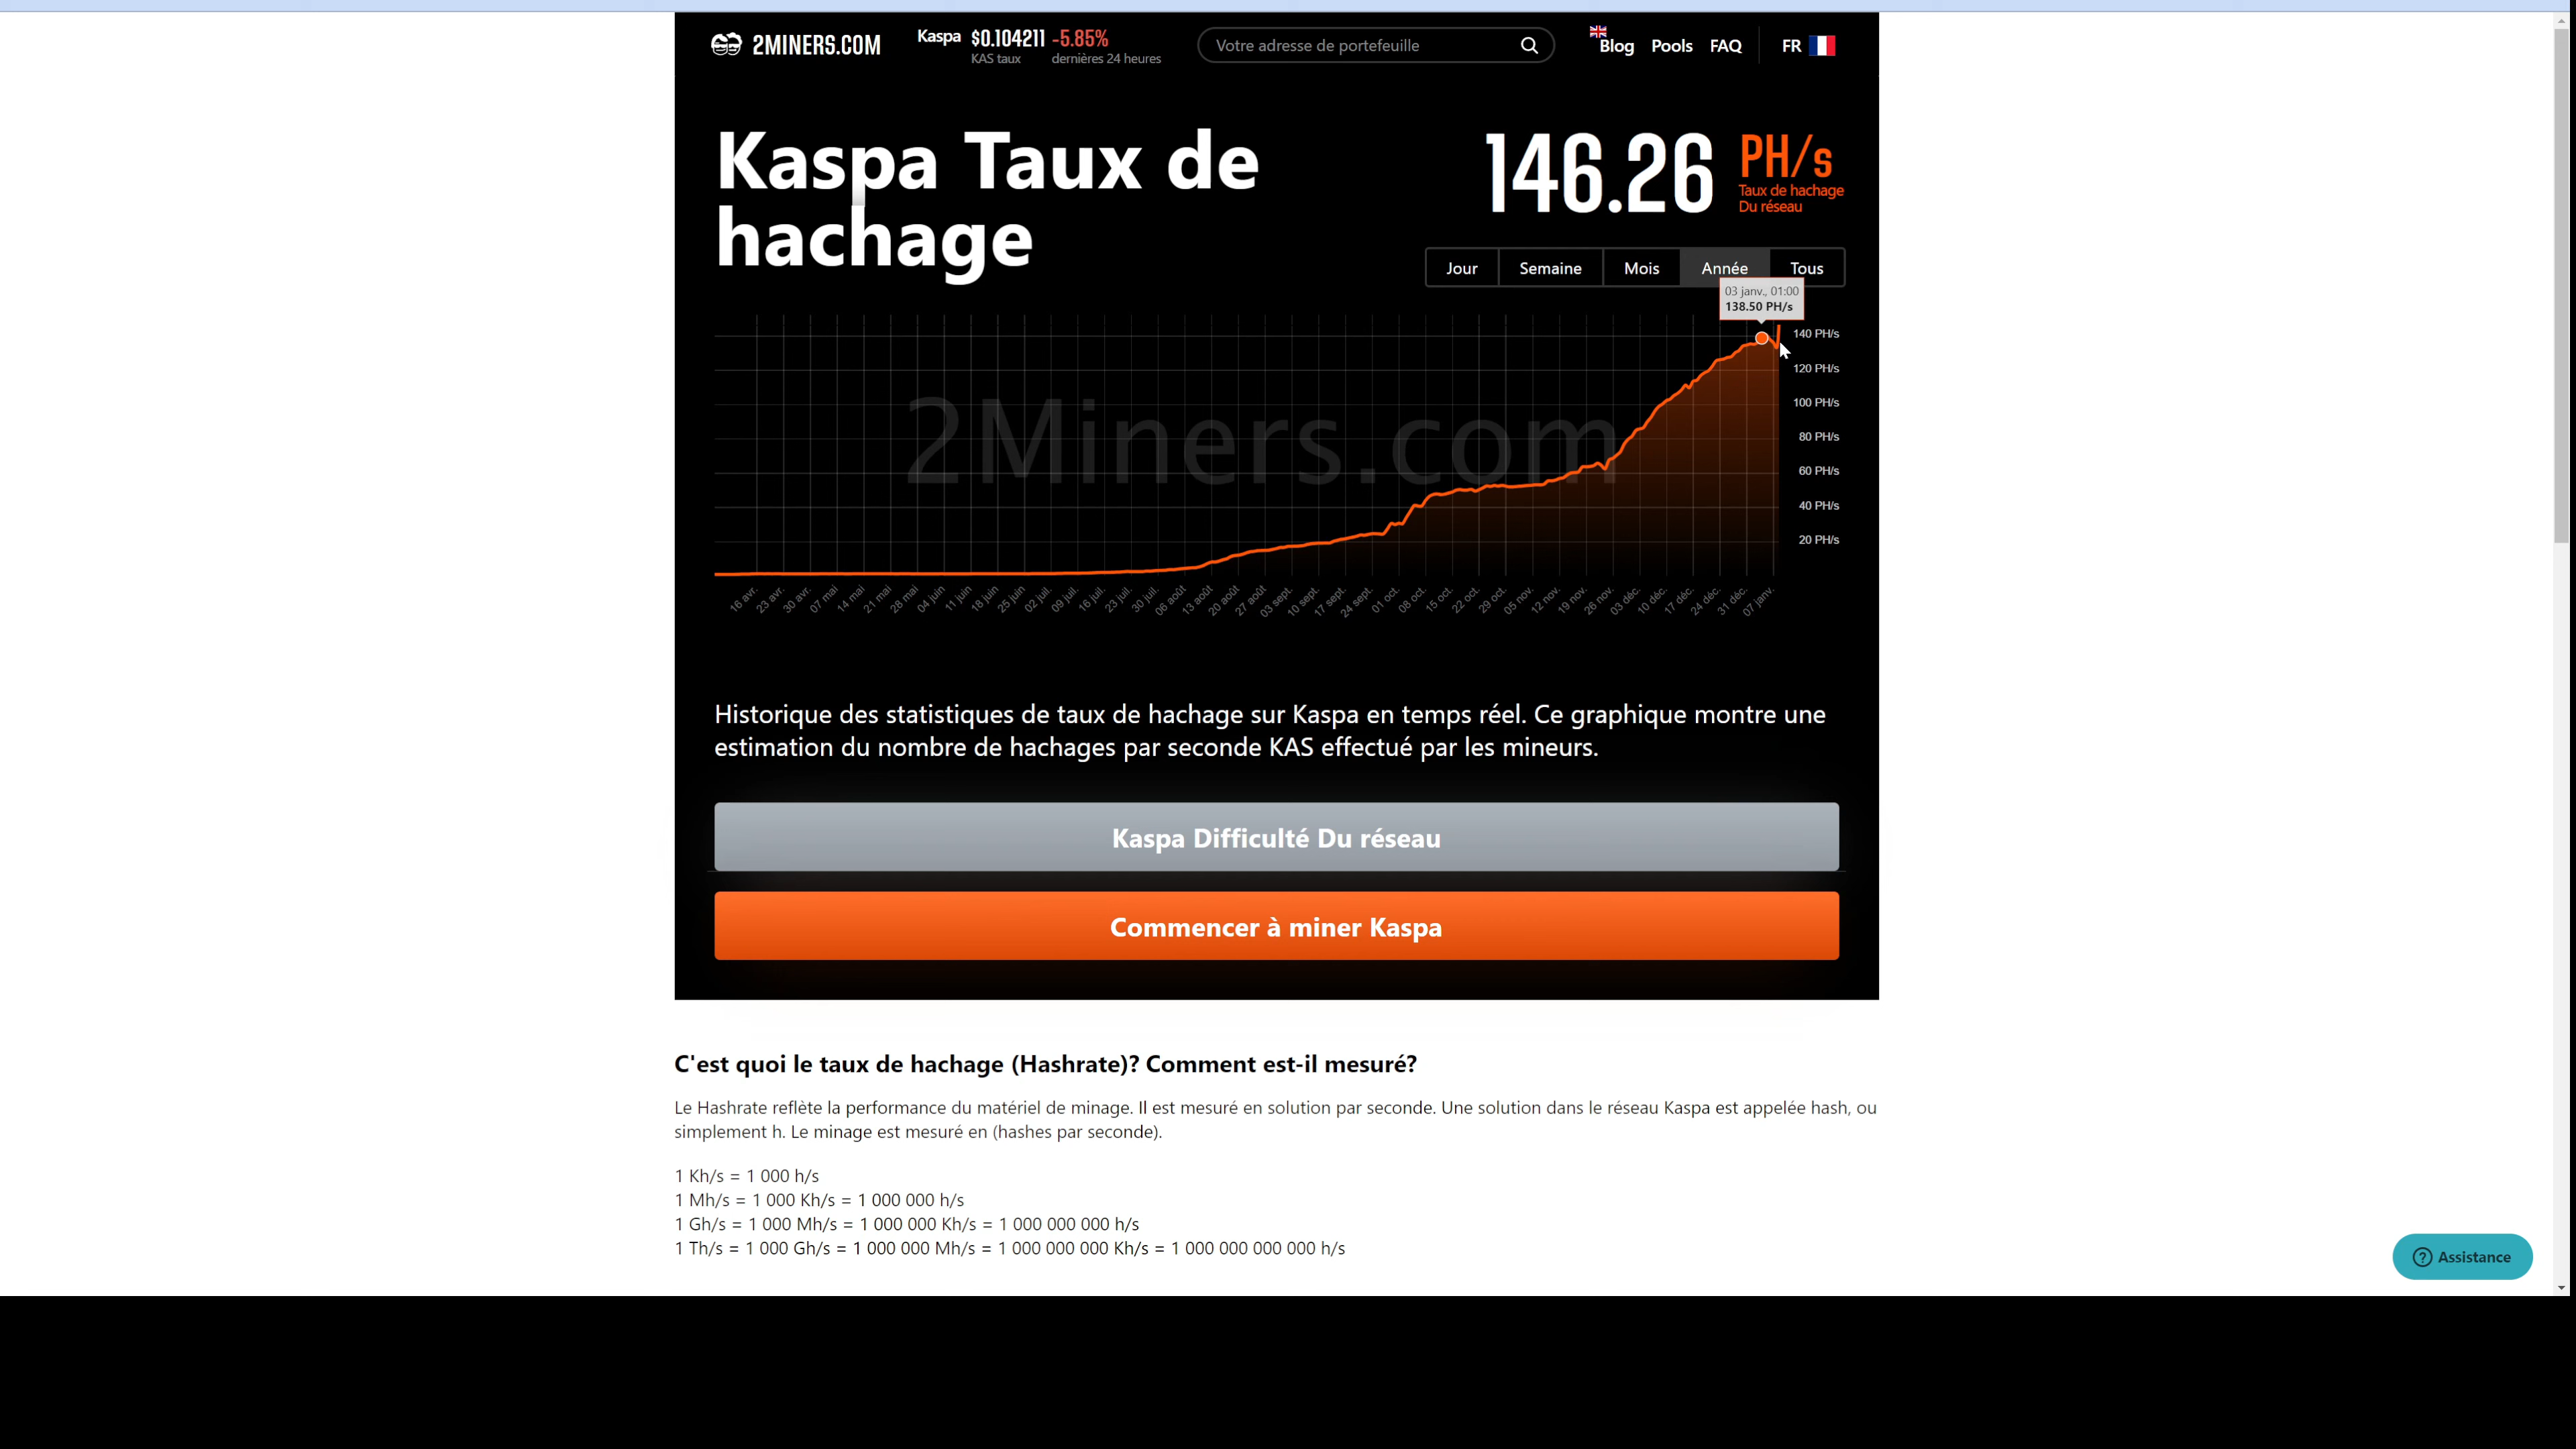 2MINERS.COM
Kaspa $0.104211 -5.85%
KAS taux dernières 24 heures
Votre adresse de portefeuille
Blog Pools FAQ FR
Kaspa Taux de
hachage
146.26 PH/s
Taux de hachage
Du réseau
Jour Semaine Mois Année Tous
03 janv., 01:00
138.50 PH/s
140 PH/s
120 PH/s
100 PH/s
80 PH/s
60 PH/s
40 PH/s
20 PH/s
2Miners.com
16 avr. 23 avr. 30 avr. 07 mai 14 mai 21 mai 28 mai 04 juin 11 juin 18 juin 25 juin 02 juil. 09 juil. 16 juil. 23 juil. 30 juil. 06 août 13 août 20 août 27 août 03 sept. 10 sept. 17 sept. 24 sept. 01 oct. 08 oct. 15 oct. 22 oct. 29 oct. 05 nov. 12 nov. 19 nov. 26 nov. 03 déc. 10 déc. 17 déc. 24 déc. 31 déc. 07 janv.
Historique des statistiques de taux de hachage sur Kaspa en temps réel. Ce graphique montre une
estimation du nombre de hachages par seconde KAS effectué par les mineurs.
Kaspa Difficulté Du réseau
Commencer à miner Kaspa
C'est quoi le taux de hachage (Hashrate)? Comment est-il mesuré?
Le Hashrate reflète la performance du matériel de minage. Il est mesuré en solution par seconde. Une solution dans le réseau Kaspa est appelée hash, ou
simplement h. Le minage est mesuré en (hashes par seconde).
1 Kh/s = 1 000 h/s
1 Mh/s = 1 000 Kh/s = 1 000 000 h/s
1 Gh/s = 1 000 Mh/s = 1 000 000 Kh/s = 1 000 000 000 h/s
1 Th/s = 1 000 Gh/s = 1 000 000 Mh/s = 1 000 000 000 Kh/s = 1 000 000 000 000 h/s
Assistance